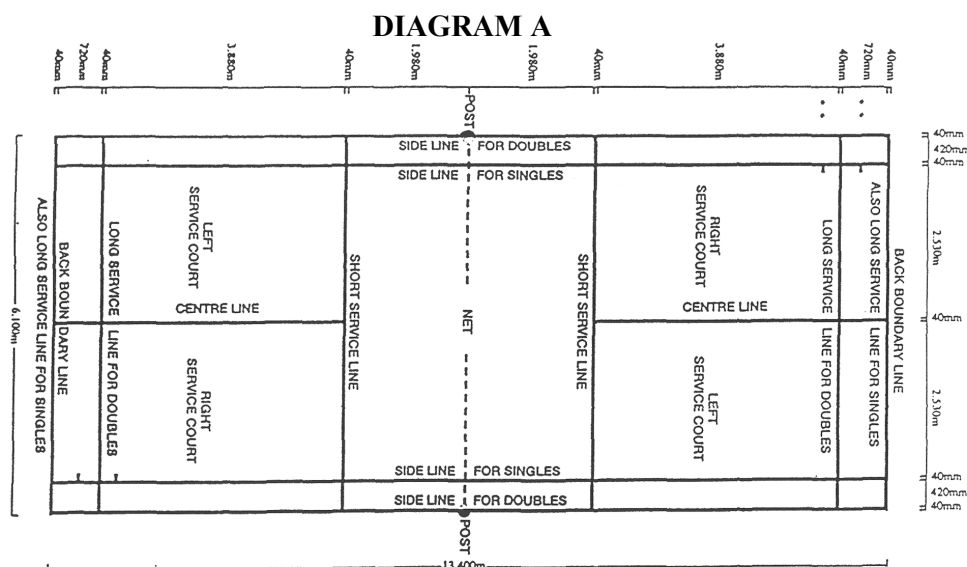 DIAGRAM A
40mm
720mm
40mm
3.880m
40mm
1.980m
1.980m
40mm
3.880m
40mm
720mm
40mm
POST
40mm
420mm
40mm
2.530m
40mm
2.530m
40mm
420mm
40mm
SIDE LINE FOR DOUBLES
SIDE LINE FOR SINGLES
LEFT
SERVICE COURT
RIGHT
SERVICE COURT
CENTRE LINE
CENTRE LINE
RIGHT
SERVICE COURT
LEFT
SERVICE COURT
SHORT SERVICE LINE
SHORT SERVICE LINE
NET
LONG SERVICE LINE FOR DOUBLES
LONG SERVICE LINE FOR DOUBLES
BACK BOUNDARY LINE
ALSO LONG SERVICE LINE FOR SINGLES
BACK BOUNDARY LINE
ALSO LONG SERVICE LINE FOR SINGLES
6.100m
SIDE LINE FOR SINGLES
SIDE LINE FOR DOUBLES
POST
13.400m